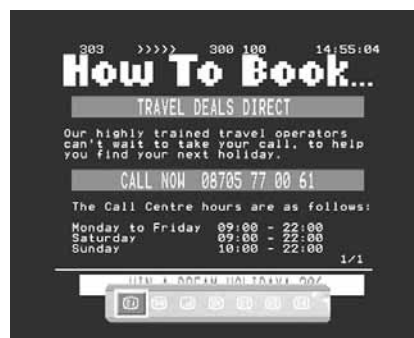 303 >>>>> 300 100 14:55:04
How To Book...
TRAVEL DEALS DIRECT
Our highly trained travel operators
can't wait to take your call, to help
you find your next holiday.
CALL NOW 08705 77 00 61
The Call Centre hours are as follows:
Monday to Friday 09:00 - 22:00
Saturday 09:00 - 22:00
Sunday 10:00 - 22:00
1/1
WIN A DREAM HOLIDAY